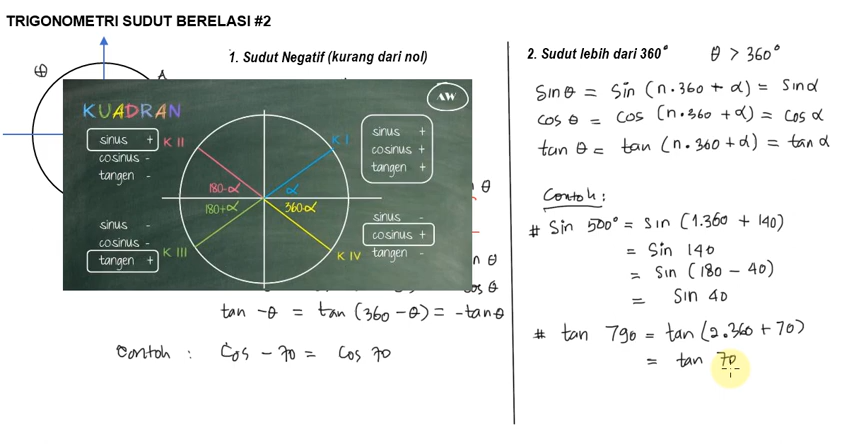 TRIGONOMETRI SUDUT BERELASI #2
1. Sudut Negatif (kurang dari nol)
A
KUADRAN
AW
sinus +
cosinus -
tangen -
K II
K I
sinus +
cosinus +
tangen +
180-α
α
180+α
360-α
sinus -
cosinus -
tangen +
K III
K IV
sinus -
cosinus +
tangen -
θ
n θ
cos θ
tan -θ = tan (360 - θ) = -tan θ
Contoh : Cos - 70 = cos 70
2. Sudut lebih dari 360° θ > 360°
Sin θ = Sin (n.360 + α) = Sin α
cos θ = cos (n.360 + α) = cos α
tan θ = tan (n.360 + α) = tan α
Contoh :
# Sin 500° = sin (1.360 + 140)
= Sin 140
= Sin (180 - 40)
= Sin 40
# tan 790 = tan (2.360 + 70)
= tan 70